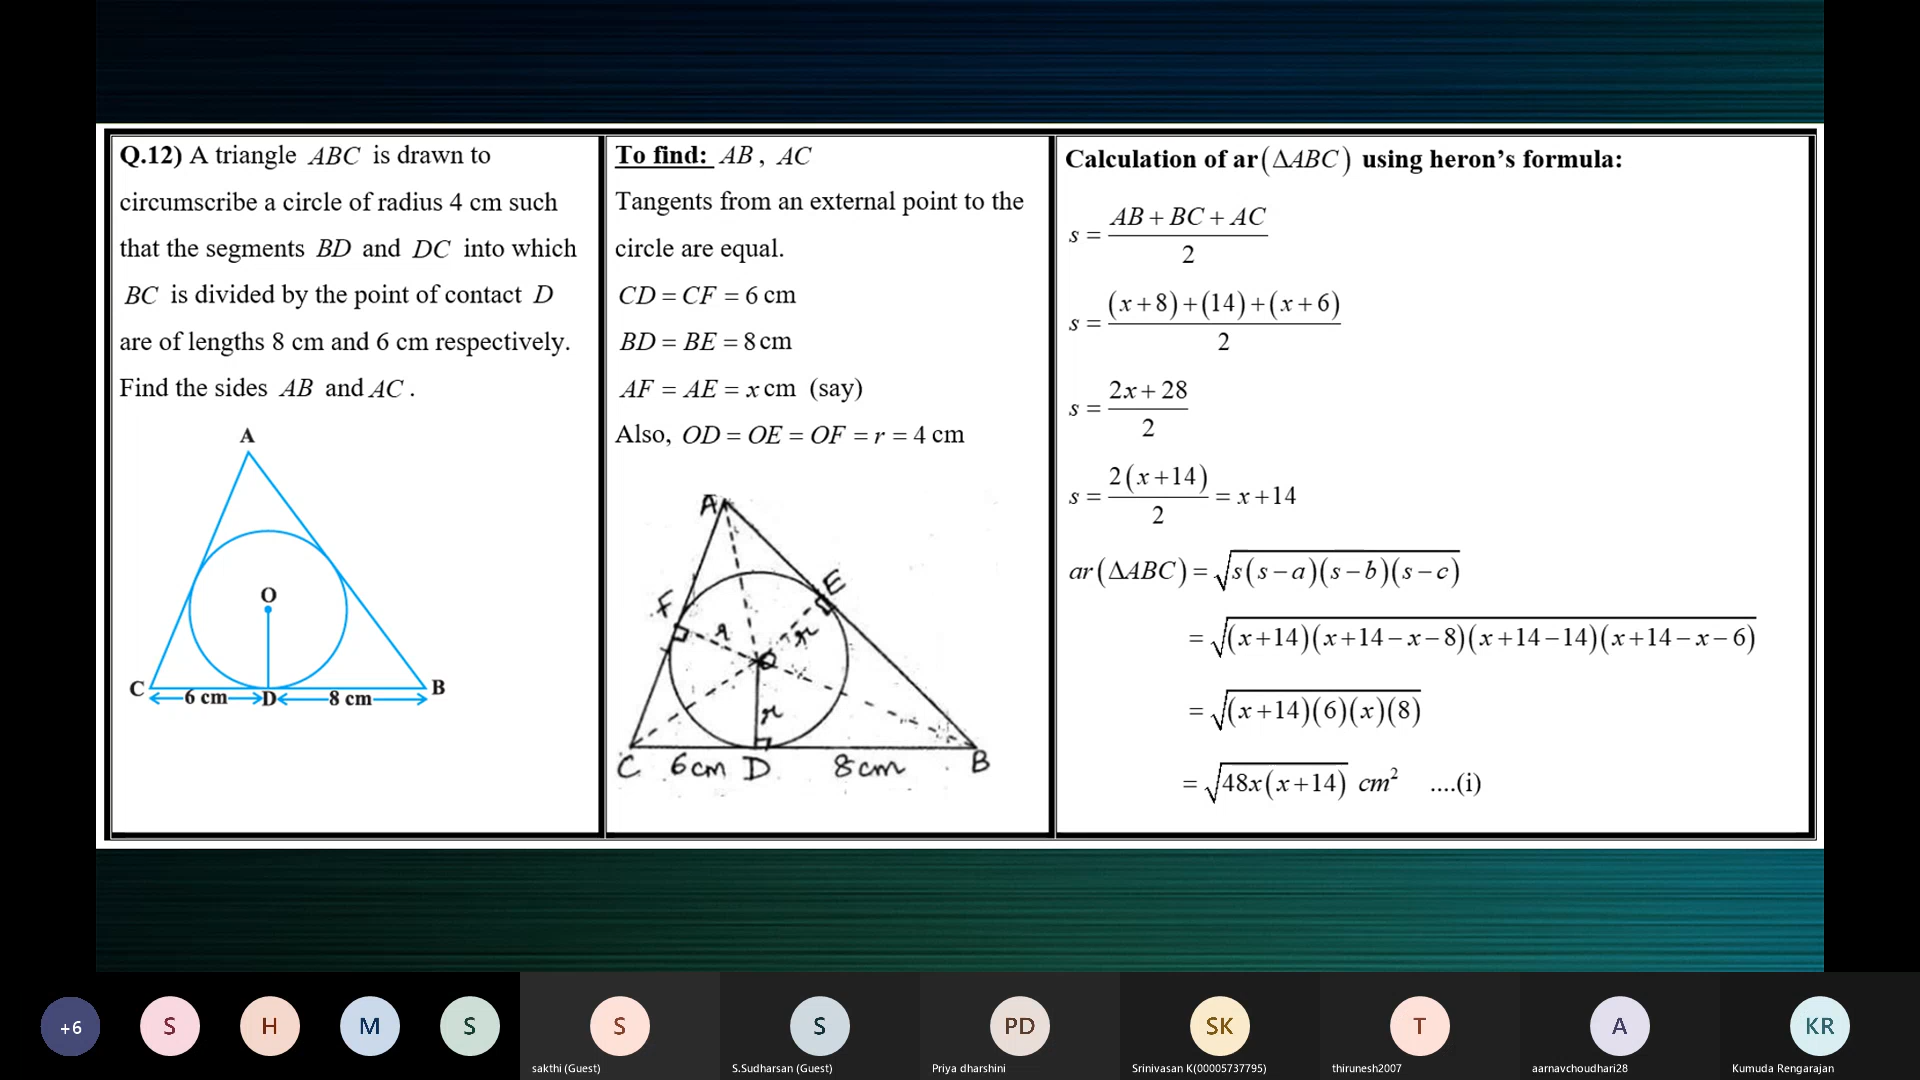 Q.12) A triangle ABC is drawn to
circumscribe a circle of radius 4 cm such
that the segments BD and DC into which
BC is divided by the point of contact D
are of lengths 8 cm and 6 cm respectively.
Find the sides AB and AC.
A
O
C
6 cm
D
8 cm
B
To find: AB, AC
Tangents from an external point to the
circle are equal.
CD = CF = 6 cm
BD = BE = 8 cm
AF = AE = x cm (say)
Also, OD = OE = OF = r = 4 cm
A
E
F
r
r
O
r
C 6cm D 8cm B
Calculation of ar(ΔABC) using heron's formula:
s = (AB + BC + AC)/2
s = ((x+8)+(14)+(x+6))/2
s = (2x + 28)/2
s = 2(x+14)/2 = x+14
ar(ΔABC) = √(s(s−a)(s−b)(s−c))
= √((x+14)(x+14−x−8)(x+14−14)(x+14−x−6))
= √((x+14)(6)(x)(8))
= √(48x(x+14)) cm² ....(i)
+6 S H M S S S PD SK T A KR
sakthi (Guest) S.Sudharsan (Guest) Priya dharshini Srinivasan K(00005737795) thirunesh2007 aarnavchoudhari28 Kumuda Rengarajan